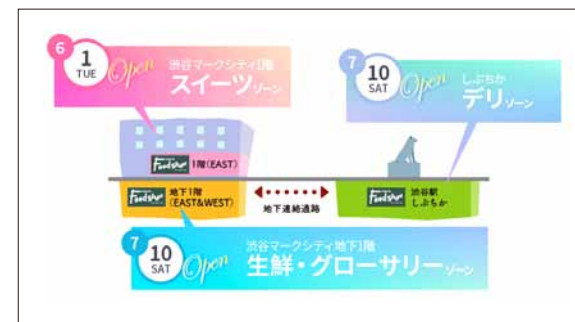 6
1
TUE
Open
渋谷マークシティ1階
スイーツゾーン
7
10
SAT
Open
しぶちか
デリゾーン
Foodshow
1階(EAST)
Foodshow
地下1階
(EAST&WEST)
地下連絡通路
Foodshow
渋谷駅
しぶちか
7
10
SAT
Open
渋谷マークシティ地下1階
生鮮・グローサリーゾーン